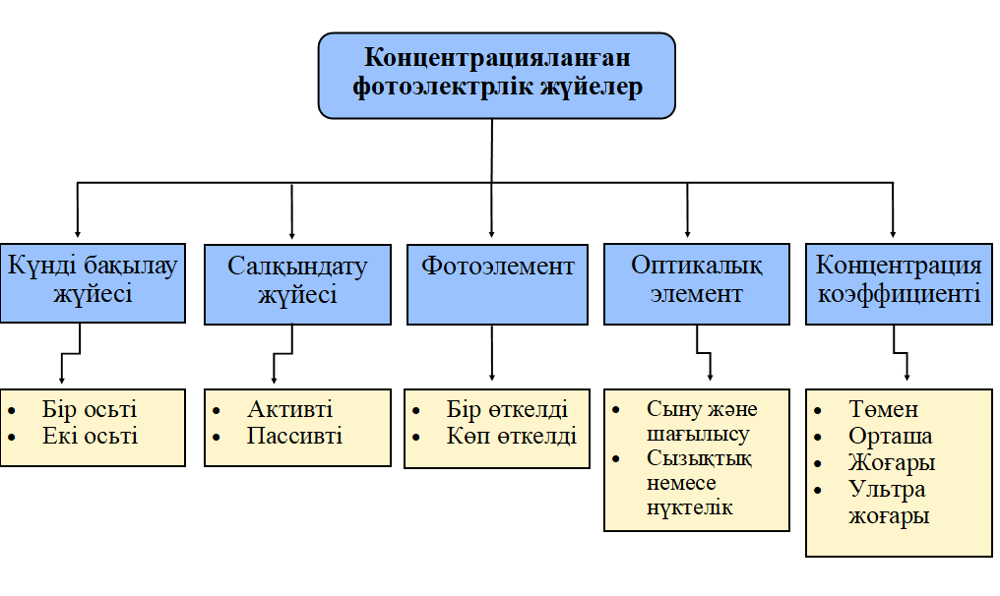 Концентрацияланған
фотоэлектрлік жүйелер
Күнді бақылау
жүйесі
Салқындату
жүйесі
Фотоэлемент
Оптикалық
элемент
Концентрация
коэффициенті
• Бір осьті
• Екі осьті
• Активті
• Пассивті
• Бір өткелді
• Көп өткелді
• Сыну және
шағылысу
• Сызықтық
немесе
нүктелік
• Төмен
• Орташа
• Жоғары
• Ультра
жоғары